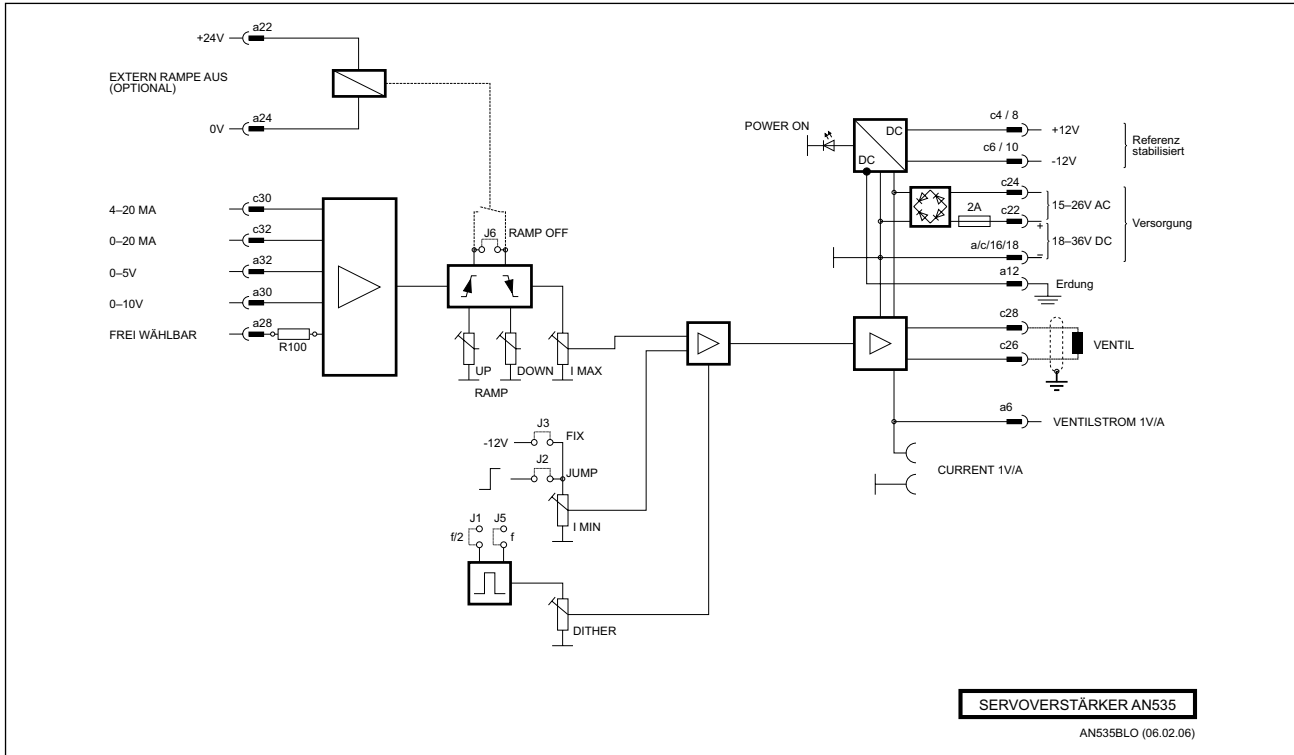 a22
+24V
EXTERN RAMPE AUS
(OPTIONAL)
a24
0V
4–20 MA
c30
0–20 MA
c32
0–5V
a32
0–10V
a30
FREI WÄHLBAR
a28
R100
J6
RAMP OFF
UP
DOWN
I MAX
RAMP
J3
-12V
FIX
J2
JUMP
I MIN
J1
J5
f/2
f
DITHER
POWER ON
DC
DC
c4 / 8
+12V
c6 / 10
-12V
Referenz
stabilisiert
c24
15–26V AC
2A
c22
+
18–36V DC
Versorgung
a/c/16/18
–
a12
Erdung
c28
c26
VENTIL
a6
VENTILSTROM 1V/A
CURRENT 1V/A
SERVOVERSTÄRKER AN535
AN535BLO (06.02.06)